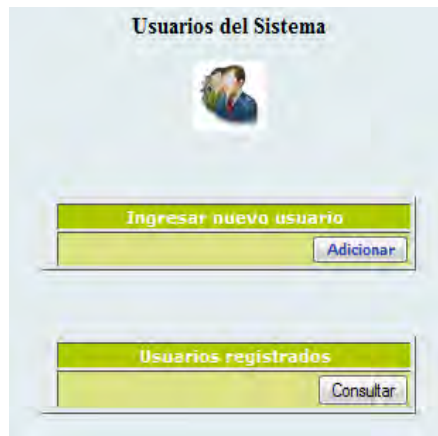 Usuarios del Sistema
Ingresar nuevo usuario
Adicionar
Usuarios registrados
Consultar